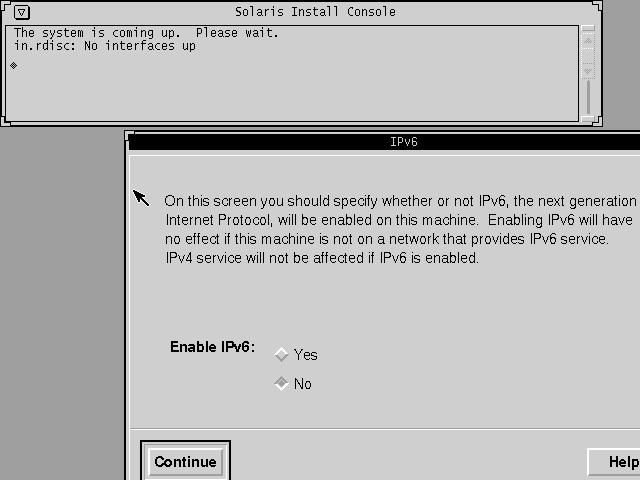 Solaris Install Console
The system is coming up.  Please wait.
in.rdisc: No interfaces up
IPv6
On this screen you should specify whether or not IPv6, the next generation
Internet Protocol, will be enabled on this machine.  Enabling IPv6 will have
no effect if this machine is not on a network that provides IPv6 service.
IPv4 service will not be affected if IPv6 is enabled.
Enable IPv6:
Yes
No
Continue
Help